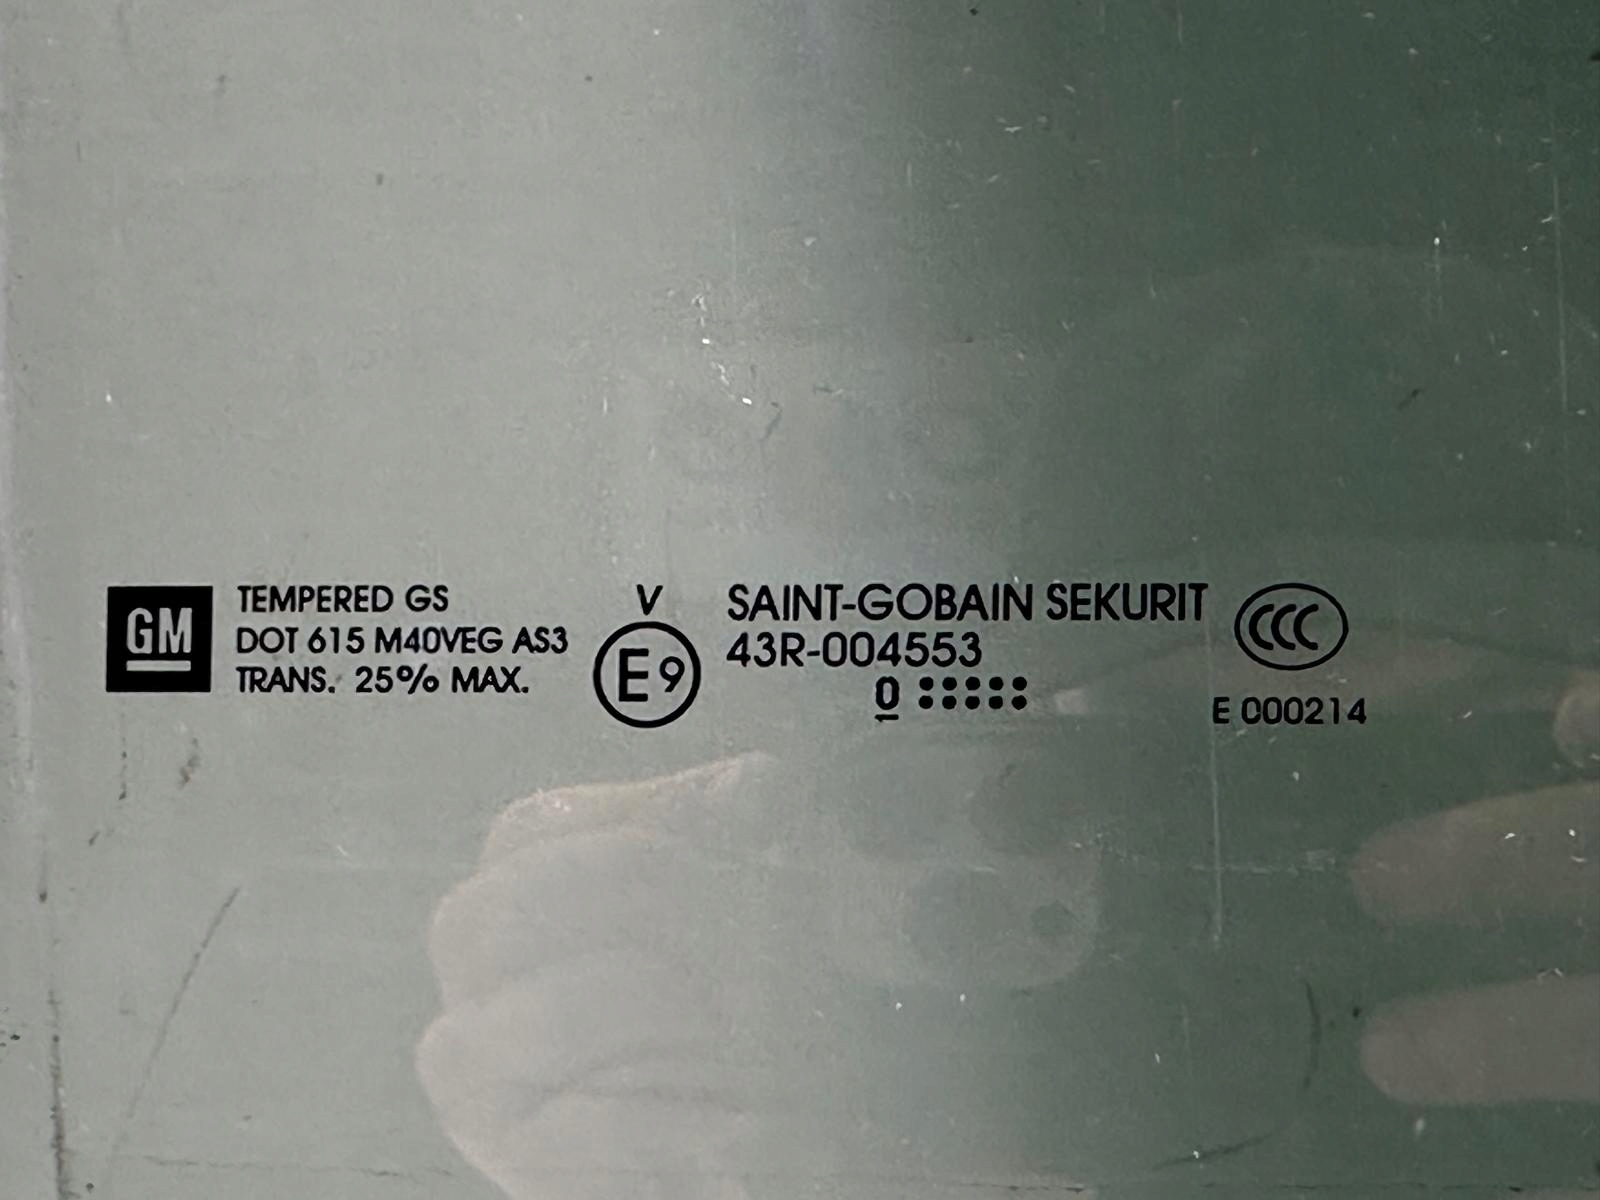 GM
TEMPERED GS
DOT 615 M40VEG AS3
TRANS. 25% MAX.
V
E9
SAINT-GOBAIN SEKURIT
43R-004553
0
CCC
E 000214